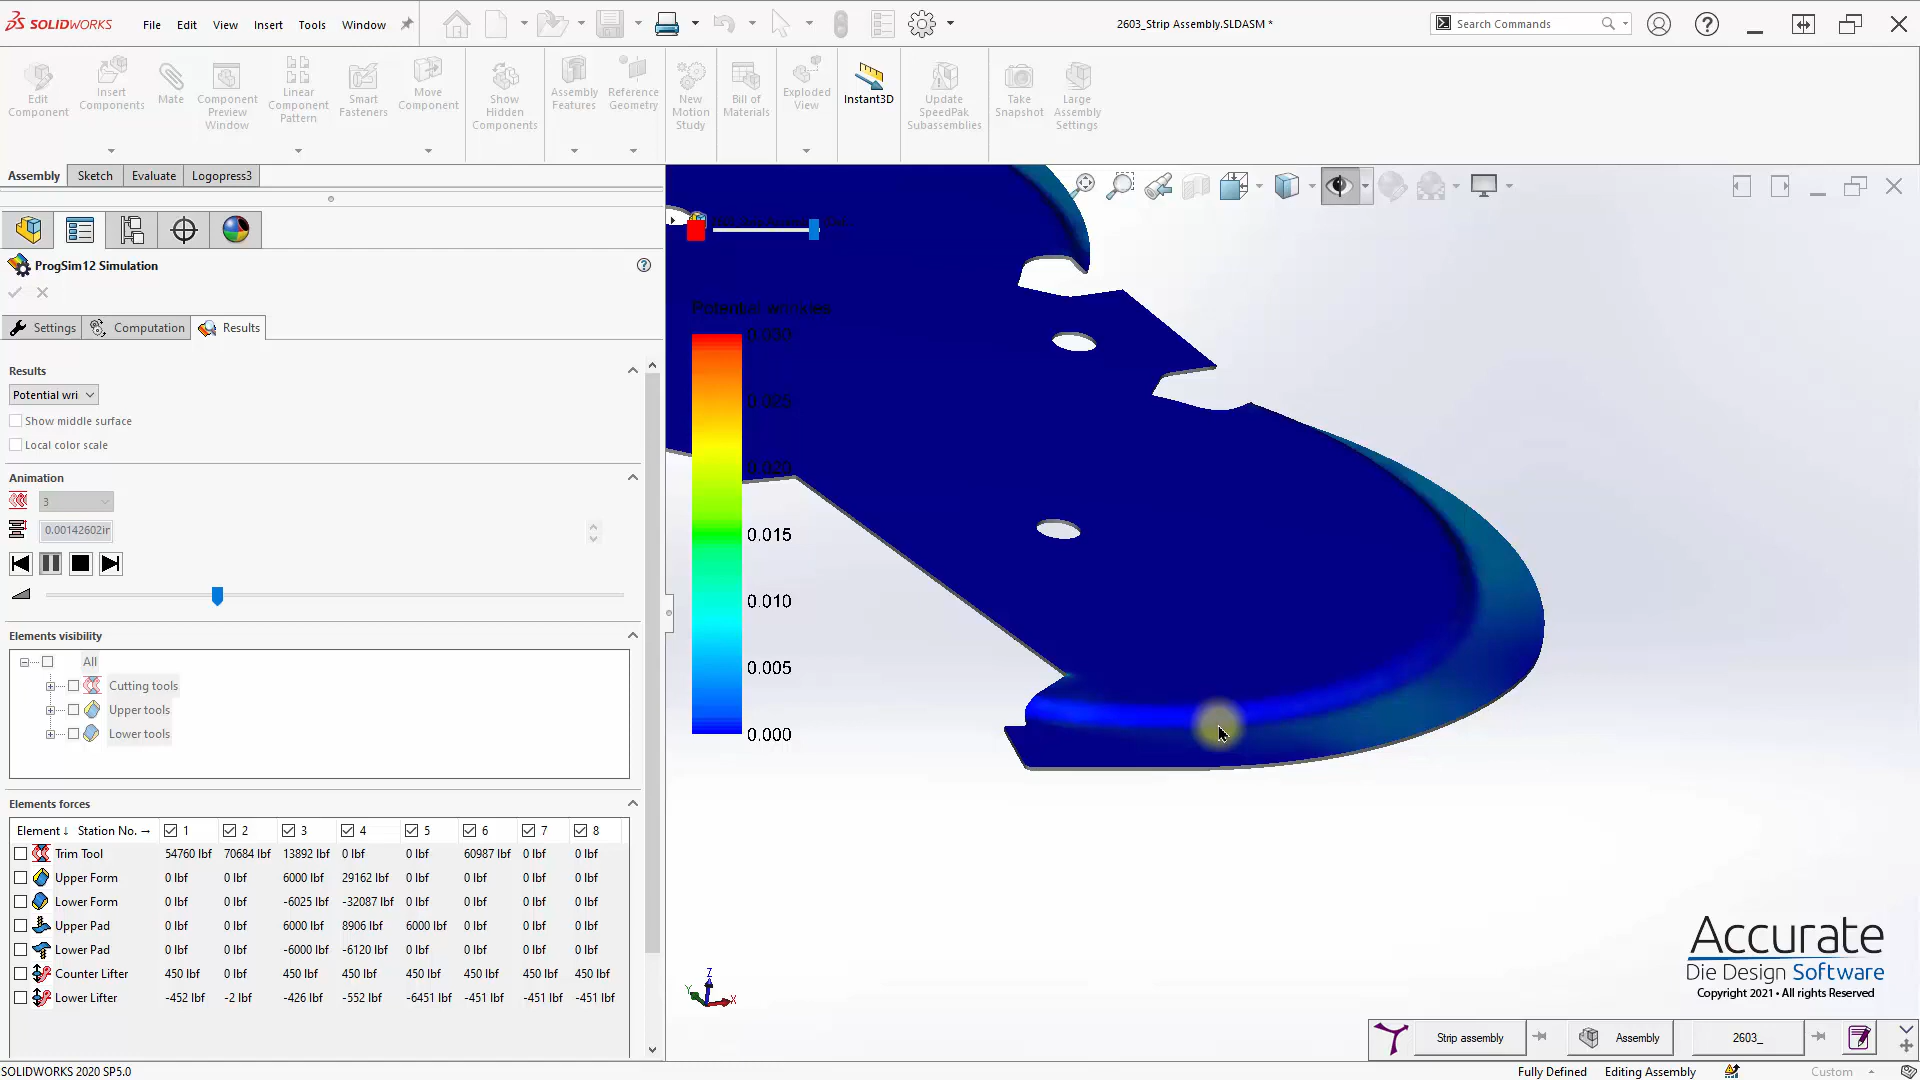 SOLIDWORKS File Edit View Insert Tools Window 2603_Strip Assembly.SLDASM * Search Commands
Edit Component
Insert Components
Mate
Component Preview Window
Linear Component Pattern
Smart Fasteners
Move Component
Show Hidden Components
Assembly Features
Reference Geometry
New Motion Study
Bill of Materials
Exploded View
Instant3D
Update SpeedPak Subassemblies
Take Snapshot
Large Assembly Settings
Assembly Sketch Evaluate Logopress3
ProgSim12 Simulation
Settings Computation Results
Results
Potential wri
Show middle surface
Local color scale
Animation
3
0.00142602ir
Elements visibility
All
Cutting tools
Upper tools
Lower tools
Elements forces
Element↓ Station No. → 1 2 3 4 5 6 7 8
Trim Tool 54760 lbf 70684 lbf 13892 lbf 0 lbf 0 lbf 60987 lbf 0 lbf 0 lbf
Upper Form 0 lbf 0 lbf 6000 lbf 29162 lbf 0 lbf 0 lbf 0 lbf 0 lbf
Lower Form 0 lbf 0 lbf -6025 lbf -32087 lbf 0 lbf 0 lbf 0 lbf 0 lbf
Upper Pad 0 lbf 0 lbf 6000 lbf 8906 lbf 6000 lbf 0 lbf 0 lbf 0 lbf
Lower Pad 0 lbf 0 lbf -6000 lbf -6120 lbf 0 lbf 0 lbf 0 lbf 0 lbf
Counter Lifter 450 lbf 0 lbf 450 lbf 450 lbf 450 lbf 450 lbf 450 lbf 450 lbf
Lower Lifter -452 lbf -2 lbf -426 lbf -552 lbf -6451 lbf -451 lbf -451 lbf -451 lbf
Potential wrinkles
0.030
0.025
0.020
0.015
0.010
0.005
0.000
Z
Y
X
Accurate
Die Design Software
Copyright 2021 • All rights Reserved
Strip assembly Assembly 2603_
SOLIDWORKS 2020 SP5.0 Fully Defined Editing Assembly Custom